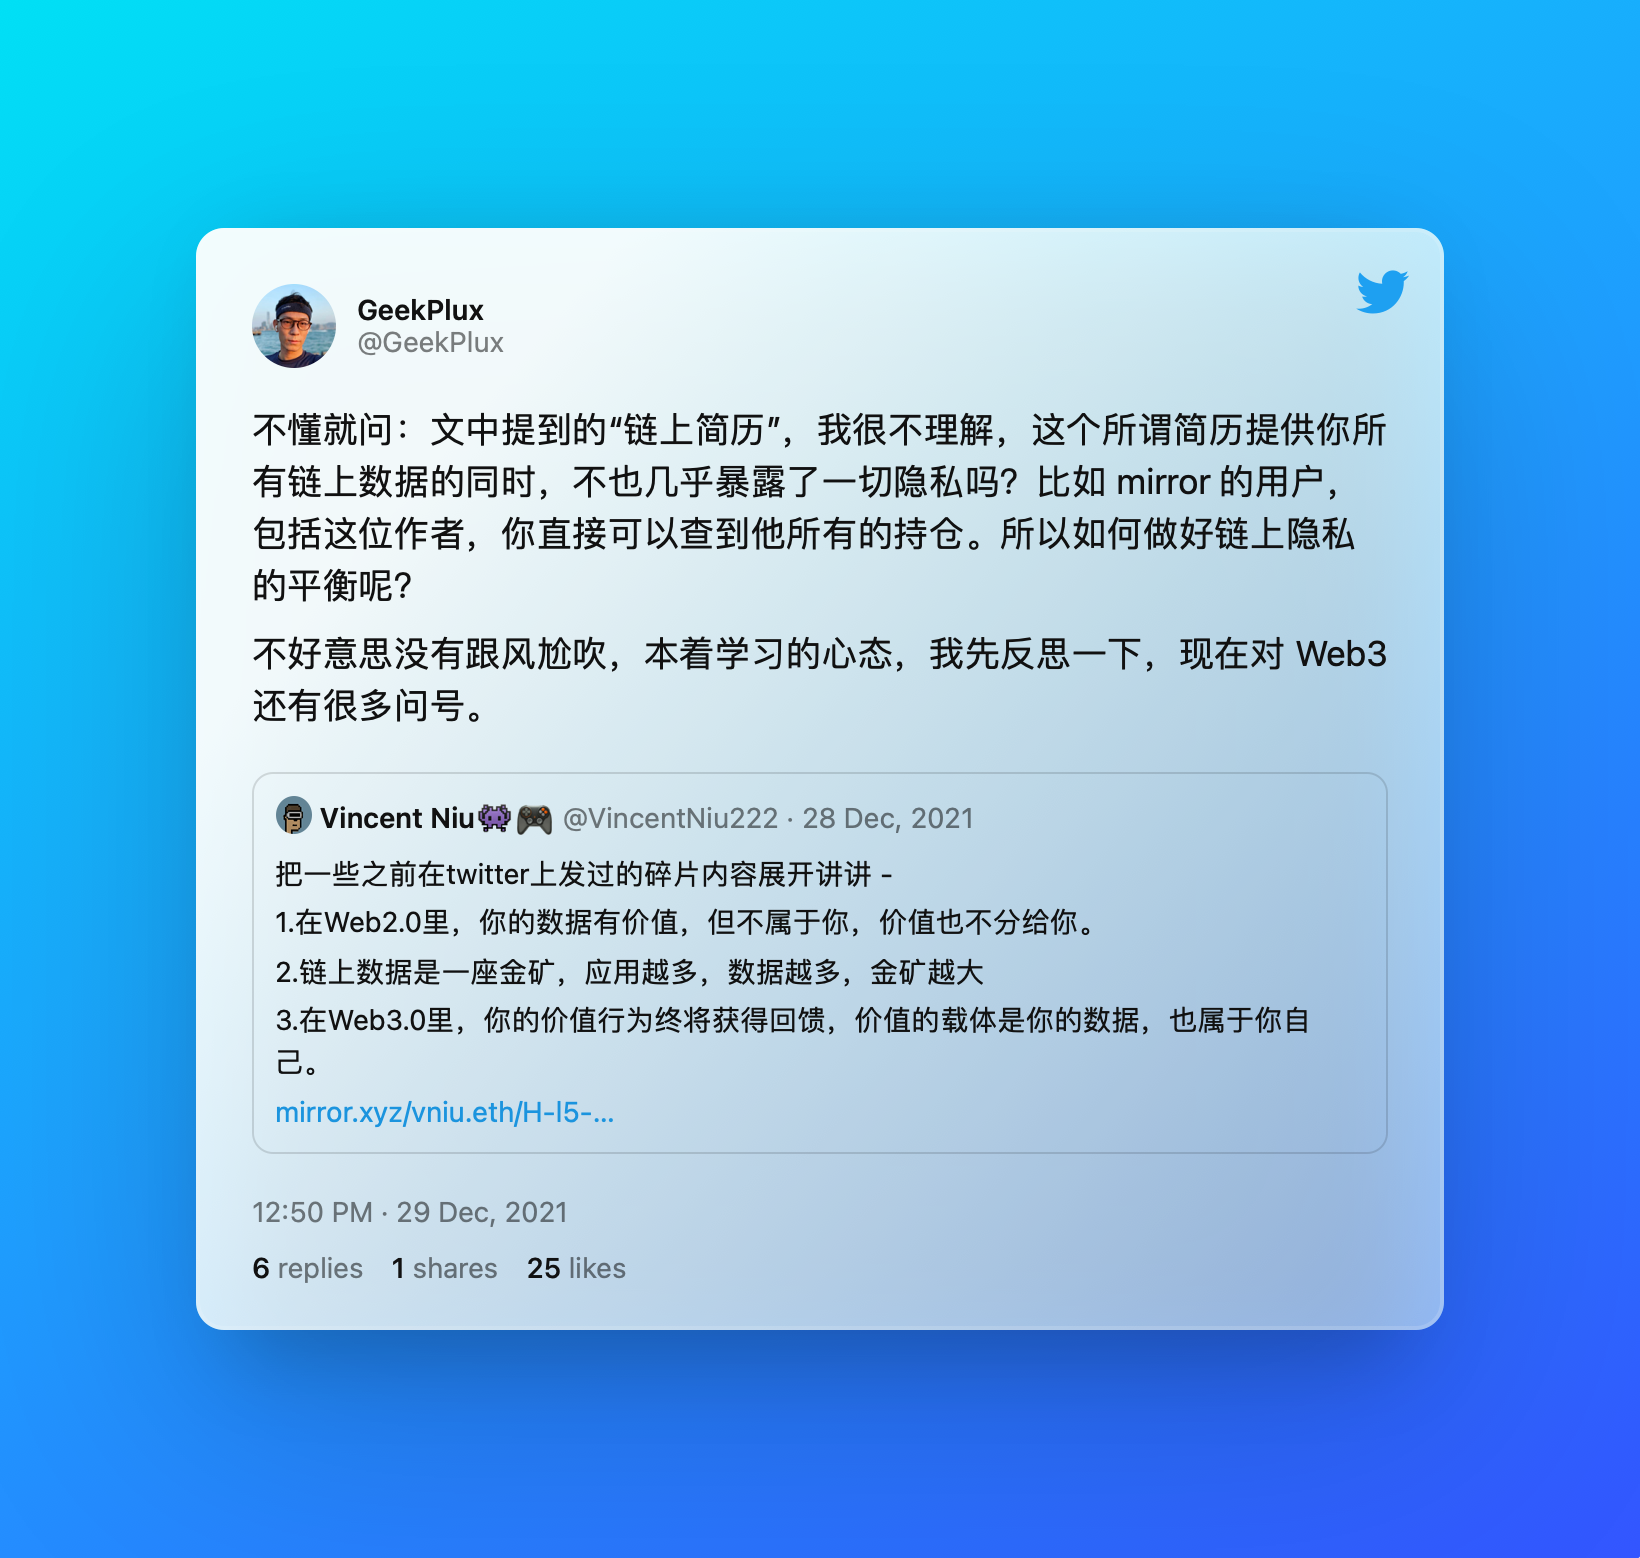 GeekPlux
@GeekPlux
不懂就问：文中提到的“链上简历”，我很不理解，这个所谓简历提供你所
有链上数据的同时，不也几乎暴露了一切隐私吗？比如 mirror 的用户，
包括这位作者，你直接可以查到他所有的持仓。所以如何做好链上隐私
的平衡呢？
不好意思没有跟风尬吹，本着学习的心态，我先反思一下，现在对 Web3
还有很多问号。
Vincent Niu👾🎮 @VincentNiu222 · 28 Dec, 2021
把一些之前在twitter上发过的碎片内容展开讲讲 -
1.在Web2.0里，你的数据有价值，但不属于你，价值也不分给你。
2.链上数据是一座金矿，应用越多，数据越多，金矿越大
3.在Web3.0里，你的价值行为终将获得回馈，价值的载体是你的数据，也属于你自
己。
mirror.xyz/vniu.eth/H-l5-...
12:50 PM · 29 Dec, 2021
6 replies 1 shares 25 likes